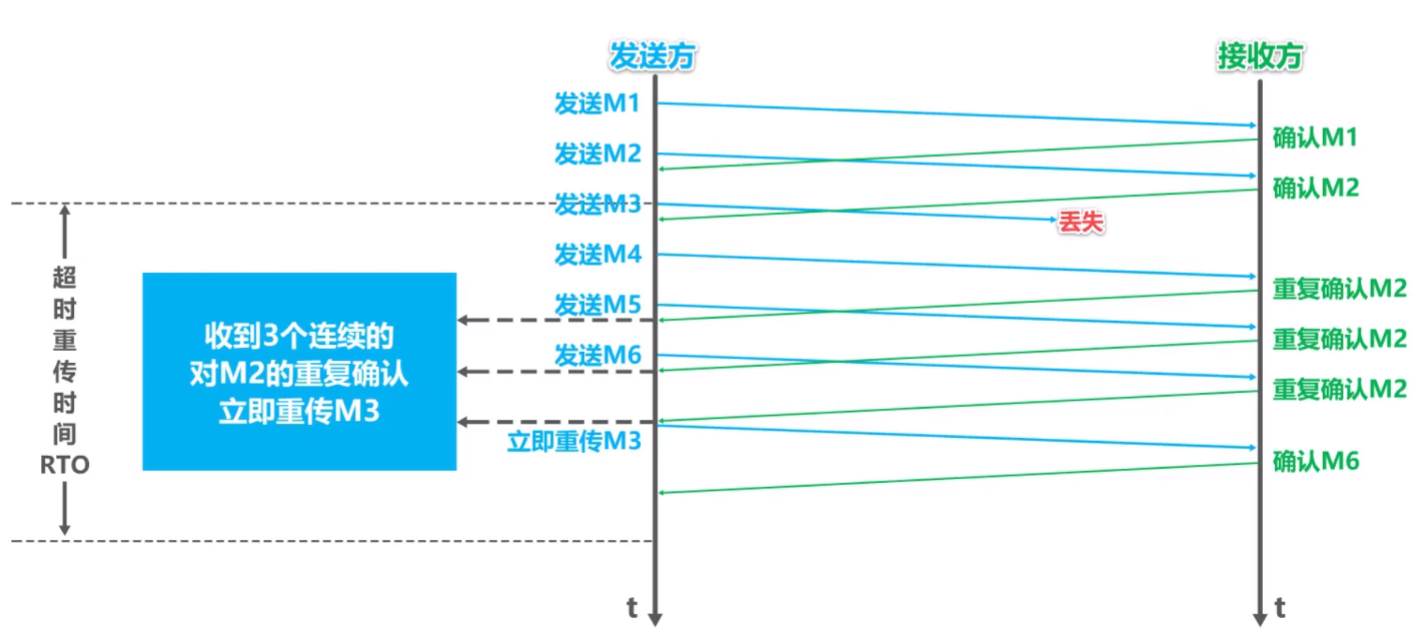 发送方
接收方
发送M1
确认M1
发送M2
确认M2
发送M3
丢失
发送M4
重复确认M2
发送M5
重复确认M2
发送M6
重复确认M2
立即重传M3
确认M6
超
时
重
传
时
间
RTO
收到3个连续的
对M2的重复确认
立即重传M3
t
t